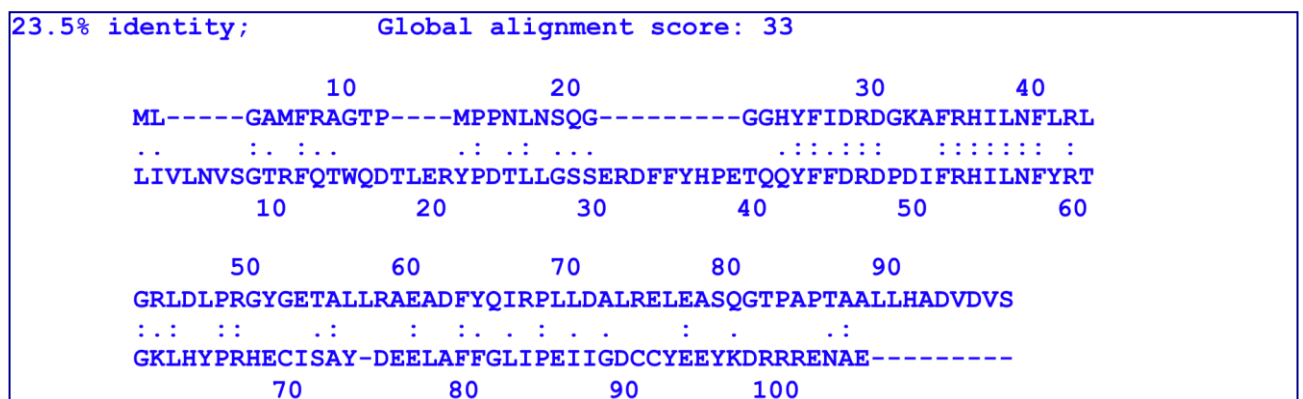 23.5% identity;        Global alignment score: 33
            10            20                  30        40
ML-----GAMFRAGTP----MPPNLNSQG---------GGHYFIDRDGKAFRHILNFLRL
..     :. :..       .: .: ...           .::.:::   :::::::: :
LIVLNVSGTRFQTWQDTLERYPDTLLGSSERDFFYHPETQQYFFDRDPDIFRHILNFYRT
        10        20        30        40        50        60
      50        60        70        80        90
GRLDLPRGYGETALLRAEADFYQIRPLLDALRELEASQGTPAPTAALLHADVDVS
:.:  ::    .:    :  :. . : . .    :  .     .:
GKLHYPRHECISAY-DEELAFFGLIPEIIGDCCYEEYKDRRRENAE---------
        70         80        90       100